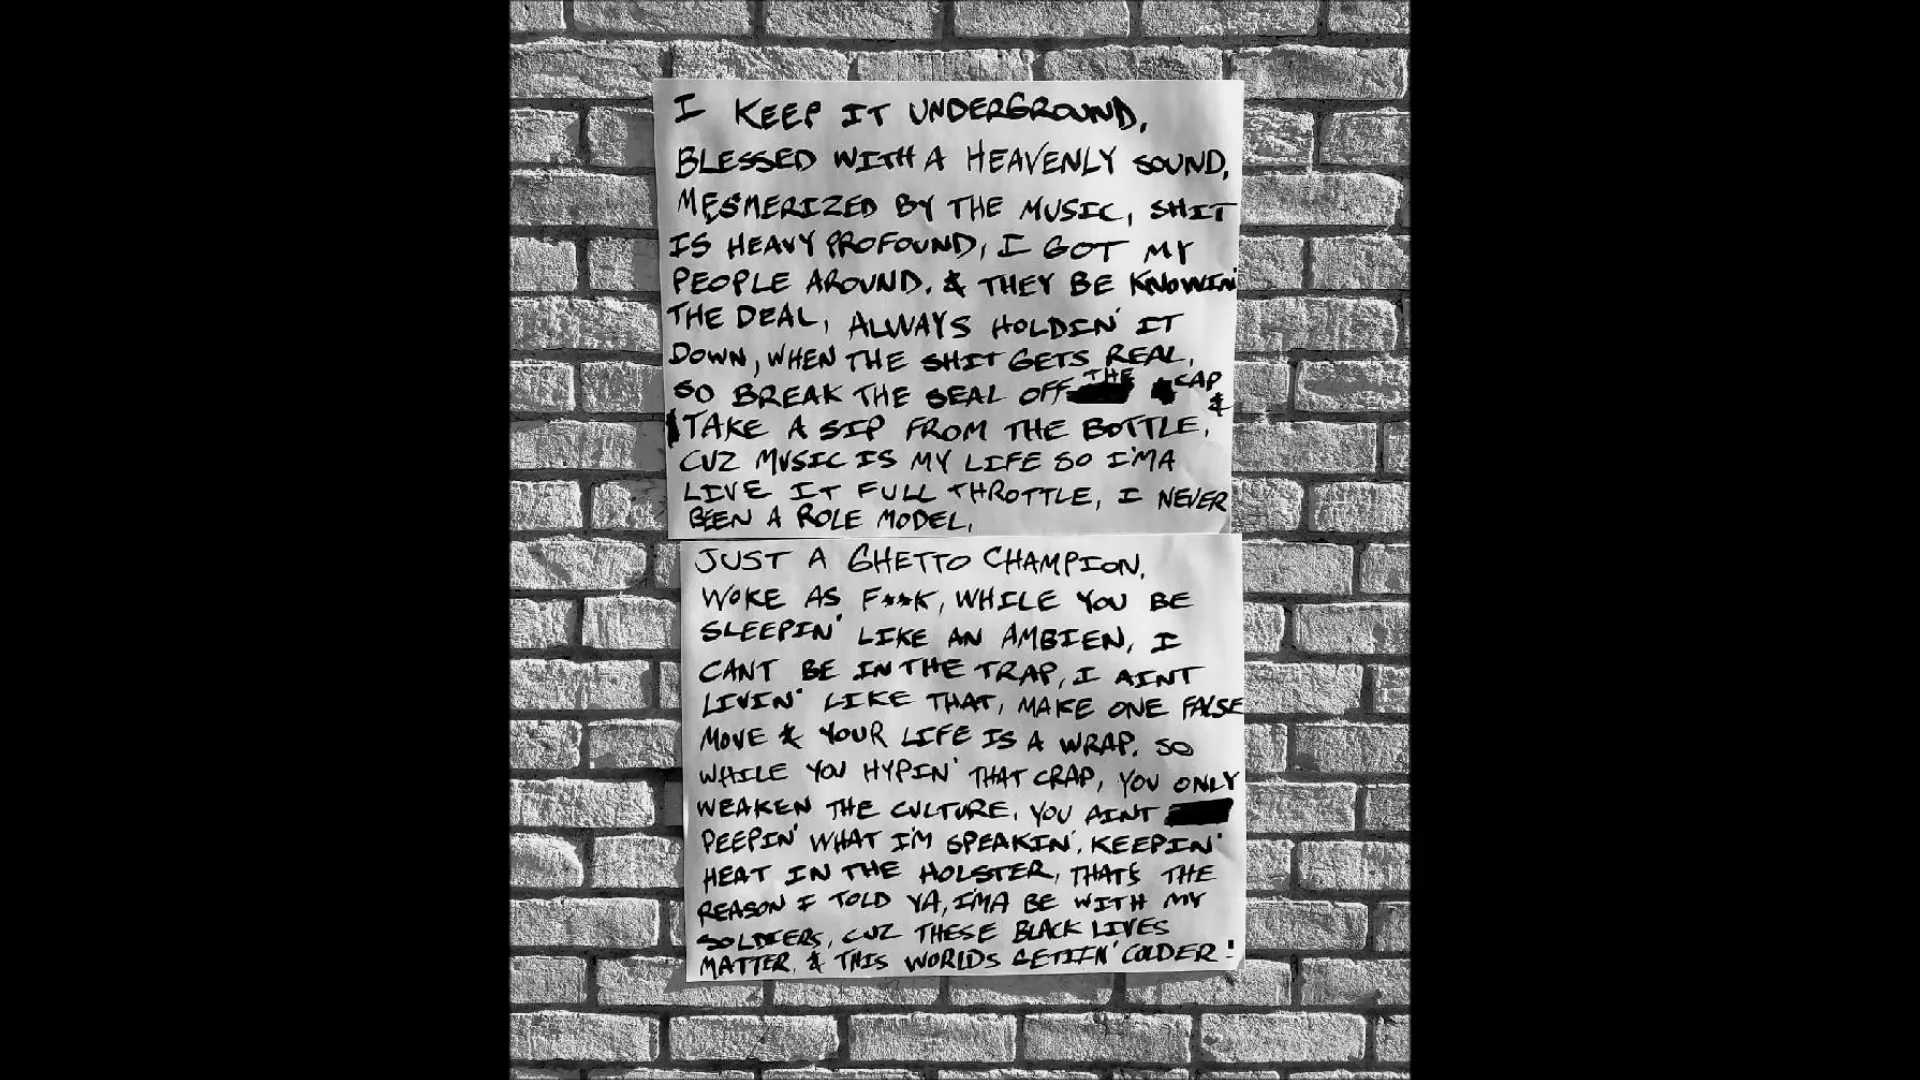 I KEEP IT UNDERGROUND,
BLESSED WITH A HEAVENLY SOUND,
MESMERIZED BY THE MUSIC, SHIT
IS HEAVY PROFOUND, I GOT MY
PEOPLE AROUND. & THEY BE KNOWIN'
THE DEAL, ALWAYS HOLDIN' IT
DOWN, WHEN THE SHIT GETS REAL,
SO BREAK THE SEAL OFF THE CAP &
TAKE A SIP FROM THE BOTTLE,
CUZ MUSIC IS MY LIFE SO I'MA
LIVE IT FULL THROTTLE, I NEVER
BEEN A ROLE MODEL,
JUST A GHETTO CHAMPION,
WOKE AS F**K, WHILE YOU BE
SLEEPIN' LIKE AN AMBIEN, I
CANT BE IN THE TRAP, I AINT
LIVIN' LIKE THAT, MAKE ONE FALSE
MOVE & YOUR LIFE IS A WRAP. SO
WHILE YOU HYPIN' THAT CRAP, YOU ONLY
WEAKEN THE CULTURE, YOU AINT
PEEPIN' WHAT I'M SPEAKIN', KEEPIN'
HEAT IN THE HOLSTER, THAT'S THE
REASON I TOLD YA, I'MA BE WITH MY
SOLDIERS, CUZ THESE BLACK LIVES
MATTER, & THIS WORLDS GETTIN' COLDER!